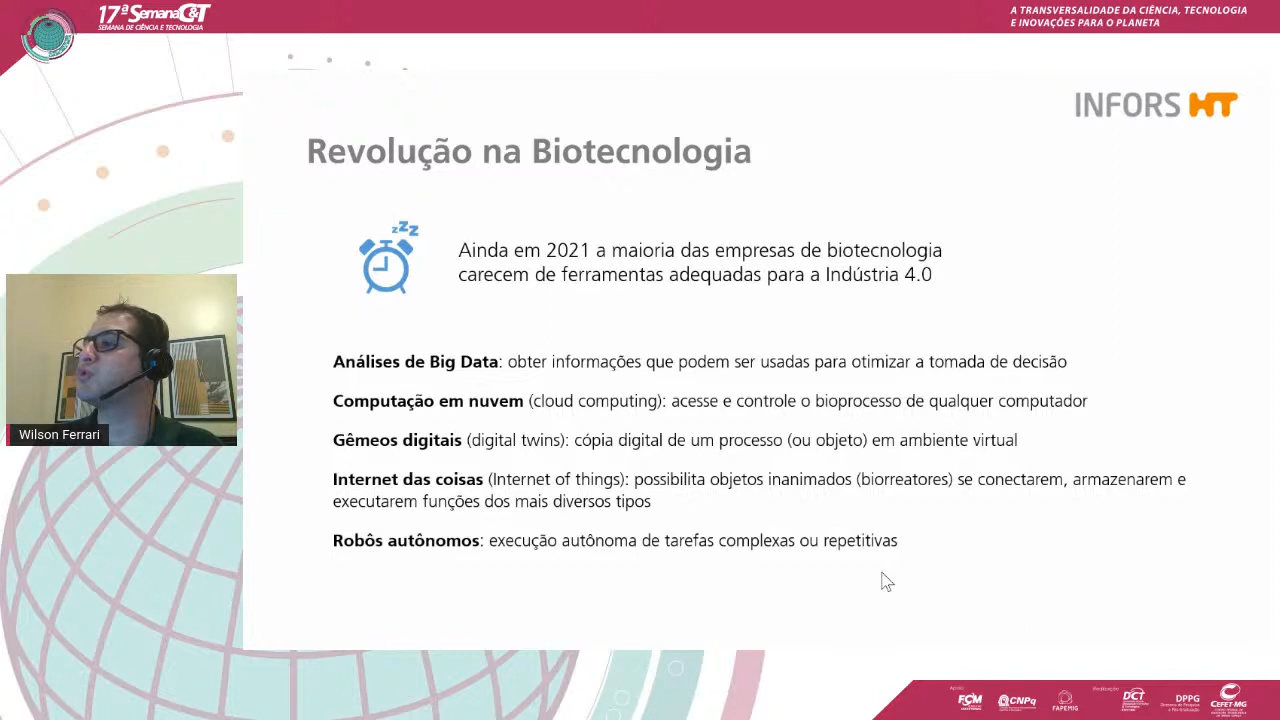 17ª SemanaC&T
SEMANA DE CIÊNCIA E TECNOLOGIA
A TRANSVERSALIDADE DA CIÊNCIA, TECNOLOGIA
E INOVAÇÕES PARA O PLANETA
INFORS HT
Revolução na Biotecnologia
zzZ
Ainda em 2021 a maioria das empresas de biotecnologia
carecem de ferramentas adequadas para a Indústria 4.0
Análises de Big Data: obter informações que podem ser usadas para otimizar a tomada de decisão
Computação em nuvem (cloud computing): acesse e controle o bioprocesso de qualquer computador
Gêmeos digitais (digital twins): cópia digital de um processo (ou objeto) em ambiente virtual
Internet das coisas (Internet of things): possibilita objetos inanimados (biorreatores) se conectarem, armazenarem e
executarem funções dos mais diversos tipos
Robôs autônomos: execução autônoma de tarefas complexas ou repetitivas
Wilson Ferrari
Apoio:
Realização:
FCM
CNPq
FAPEMIG
DCT
DPPG
CEFET-MG